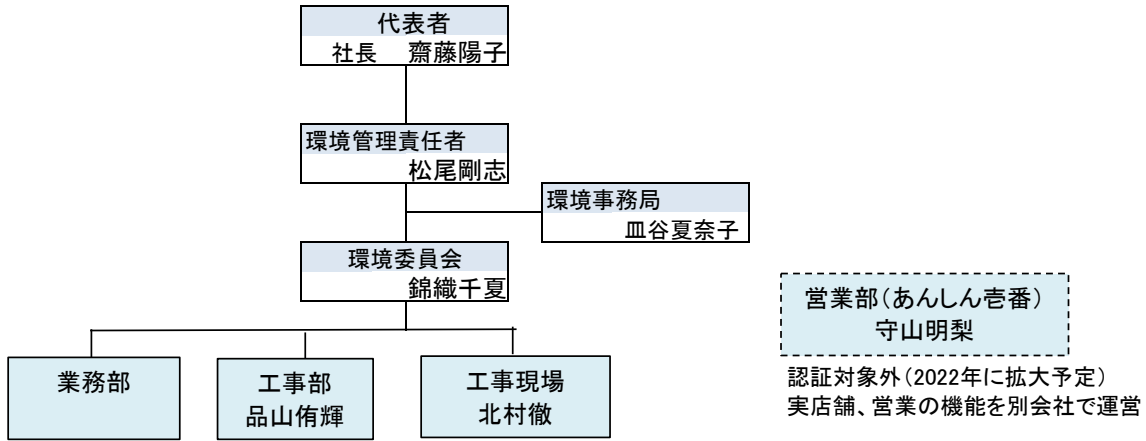 代表者
社長　齋藤陽子
環境管理責任者
松尾剛志
環境事務局
皿谷夏奈子
環境委員会
錦織千夏
営業部（あんしん壱番）
守山明梨
認証対象外（2022年に拡大予定）
実店舗、営業の機能を別会社で運営
業務部
工事部
品山侑輝
工事現場
北村徹